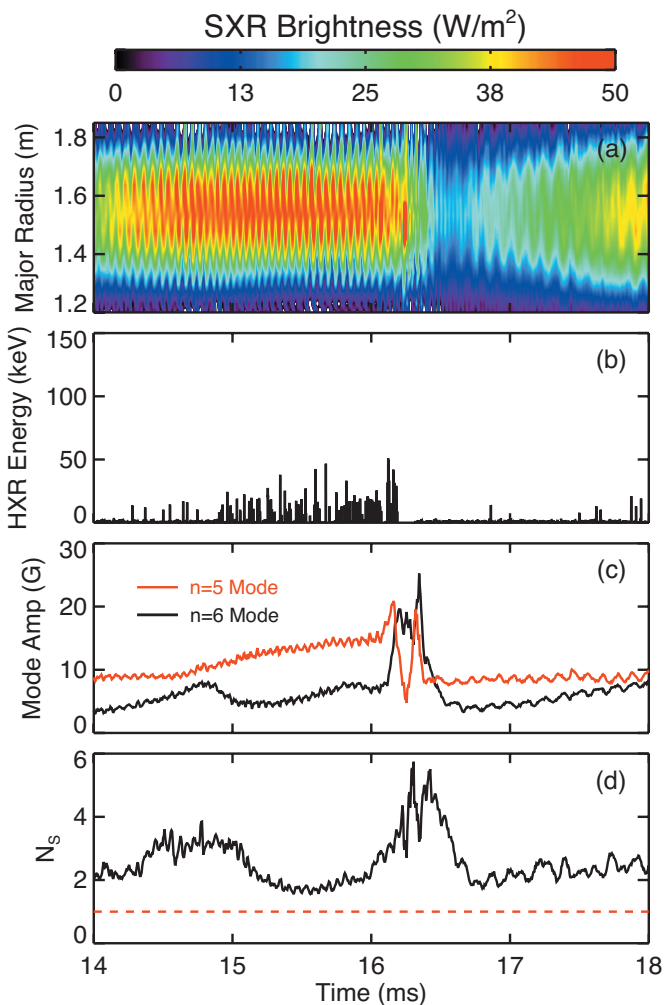 SXR Brightness (W/m²)
0 13 25 38 50
(a)
Major Radius (m)
1.8
1.6
1.4
1.2
(b)
HXR Energy (keV)
150
100
50
0
(c)
Mode Amp (G)
30
20
10
0
n=5 Mode
n=6 Mode
(d)
Nₛ
6
4
2
0
14 15 16 17 18
Time (ms)